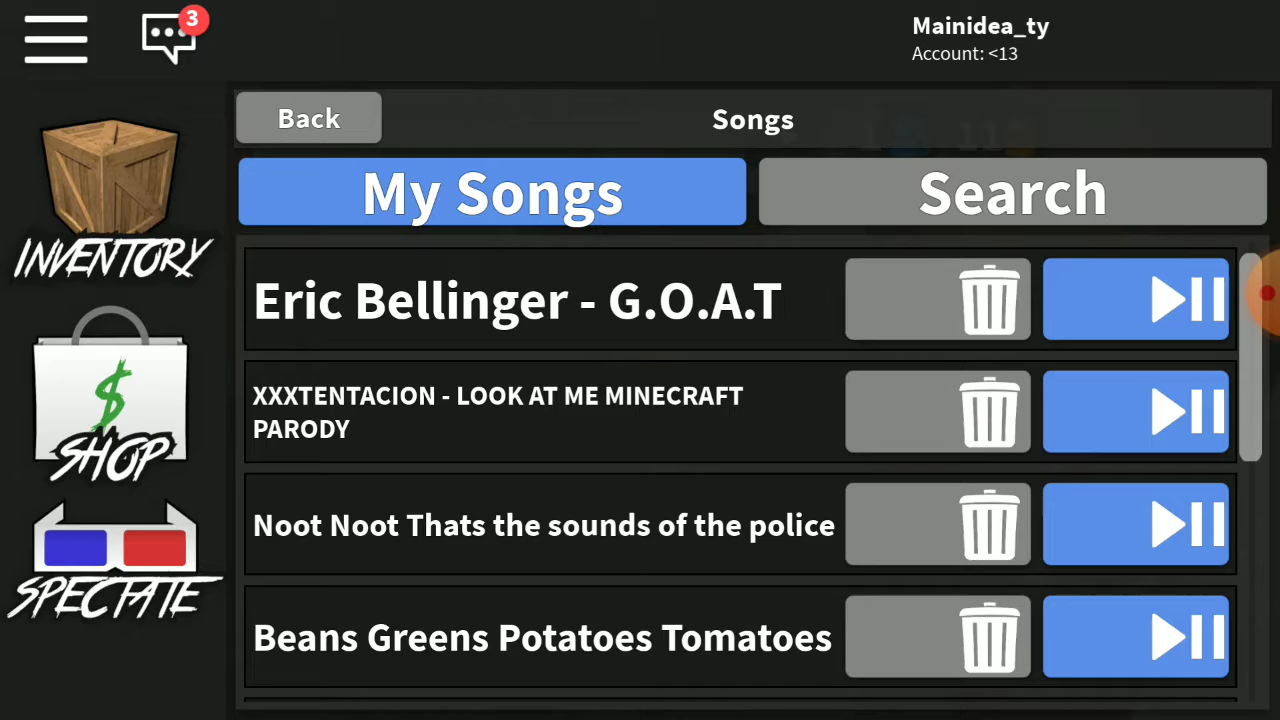 3
Mainidea_ty
Account: <13
Back
Songs
My Songs
Search
INVENTORY
Eric Bellinger - G.O.A.T
$
SHOP
XXXTENTACION - LOOK AT ME MINECRAFT
PARODY
Noot Noot Thats the sounds of the police
SPECTATE
Beans Greens Potatoes Tomatoes